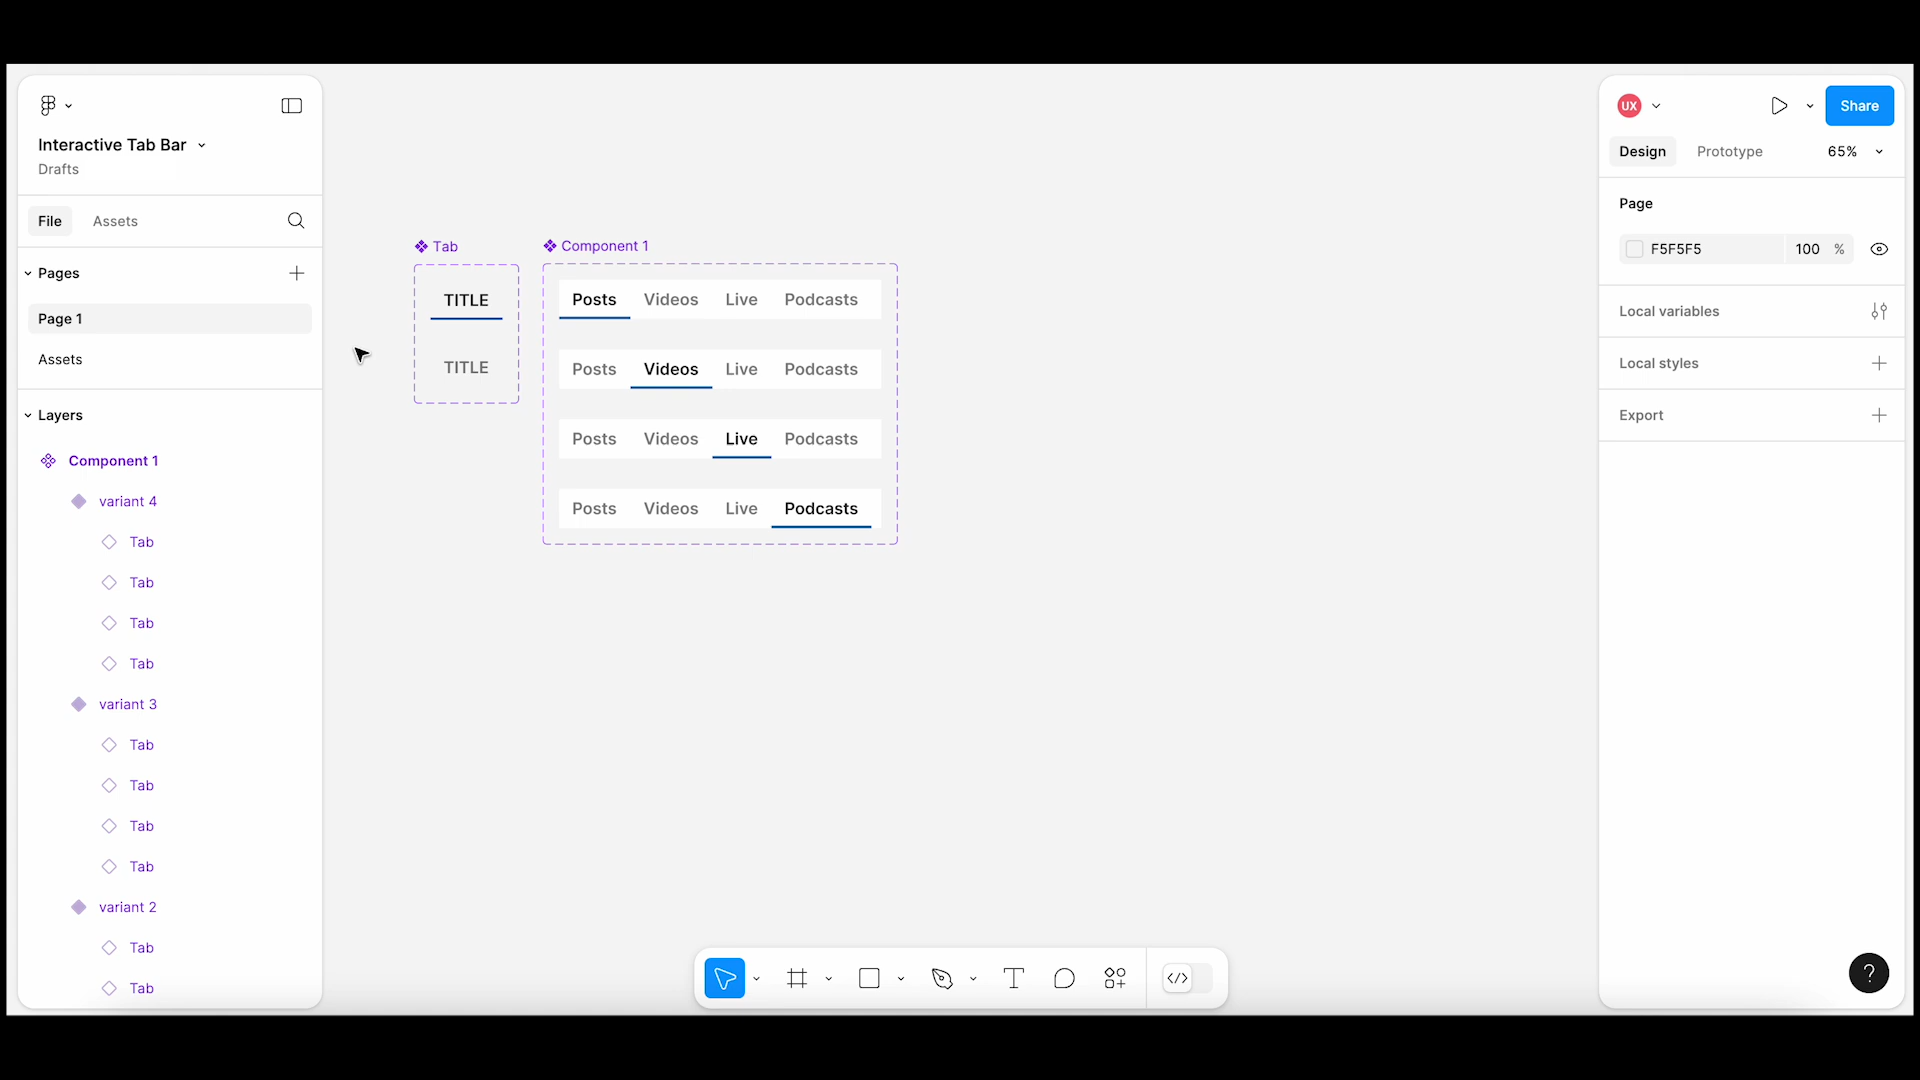 Interactive Tab Bar
Drafts
File Assets
Pages
Page 1
Assets
Layers
Component 1
variant 4
Tab
Tab
Tab
Tab
variant 3
Tab
Tab
Tab
Tab
variant 2
Tab
Tab
Tab
TITLE
TITLE
Component 1
Posts Videos Live Podcasts
Posts Videos Live Podcasts
Posts Videos Live Podcasts
Posts Videos Live Podcasts
UX Share
Design Prototype 65%
Page
F5F5F5 100 %
Local variables
Local styles
Export
?